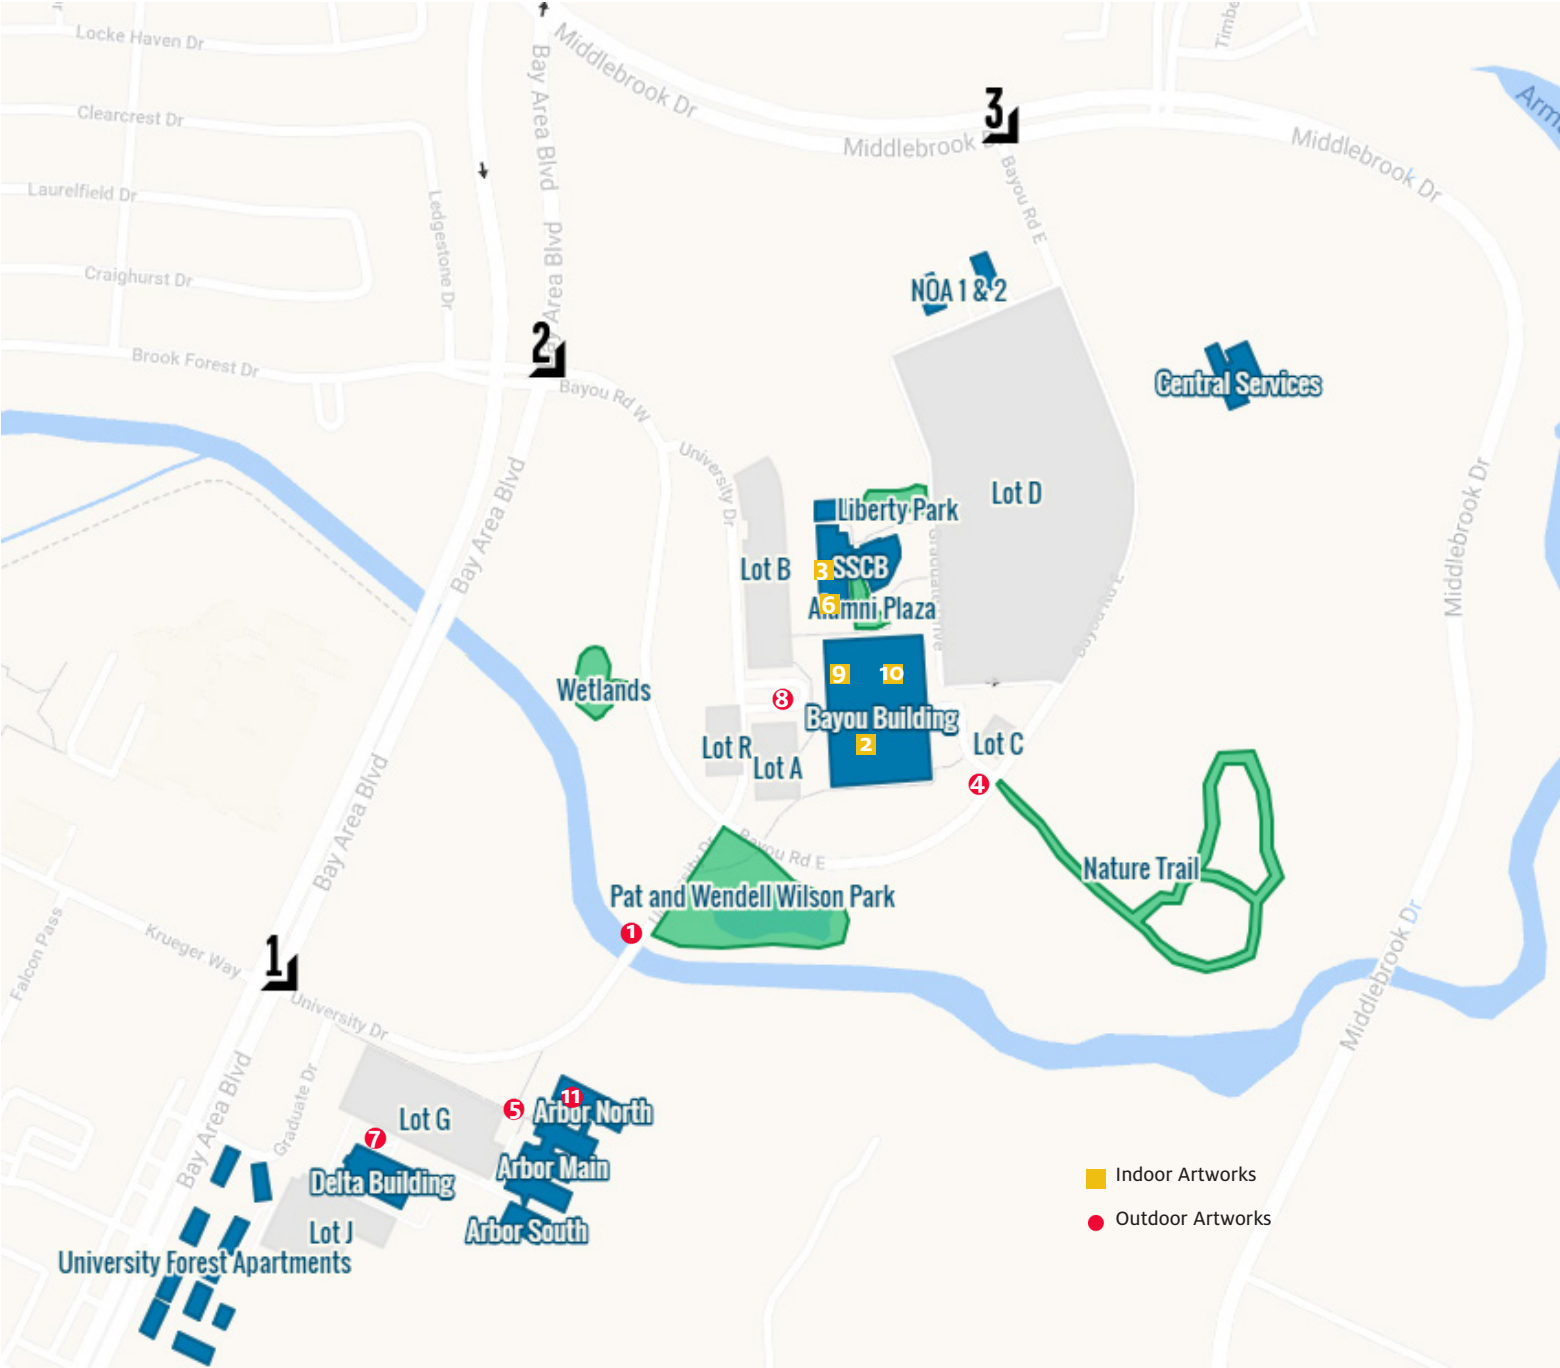 Locke Haven Dr
Clearcrest Dr
Laurelfield Dr
Craighurst Dr
Brook Forest Dr
Ledgestone Dr
Bay Area Blvd
Bay Area Blvd
Middlebrook Dr
Middlebrook D
Middlebrook Dr
3
Bayou Rd E
2
Bayou Rd W
University Dr
NOA 1 & 2
Central Services
Lot D
Liberty Park
Lot B
3
SSCB
6
Alumni Plaza
Graduate Drive
Bayou Rd E
Middlebrook Dr
Bay Area Blvd
Wetlands
8
9
10
Bayou Building
2
Lot R
Lot A
Lot C
4
Bay Area Blvd
Bayou Rd E
Nature Trail
Pat and Wendell Wilson Park
1
Middlebrook Dr
Falcon Pass
Krueger Way
1
University Dr
Graduate Dr
Bay Area Blvd
Lot G
5
11
Arbor North
7
Delta Building
Arbor Main
Arbor South
Lot J
University Forest Apartments
Indoor Artworks
Outdoor Artworks